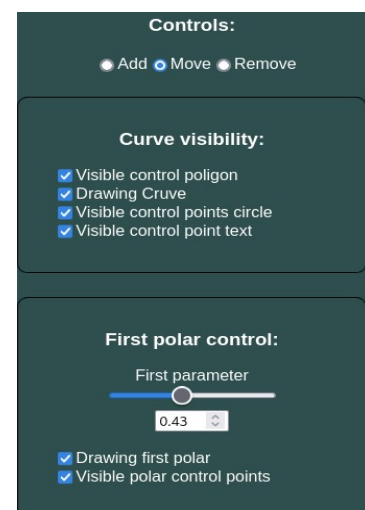 Controls:
Add Move Remove
Curve visibility:
Visible control poligon
Drawing Cruve
Visible control points circle
Visible control point text
First polar control:
First parameter
0.43
Drawing first polar
Visible polar control points